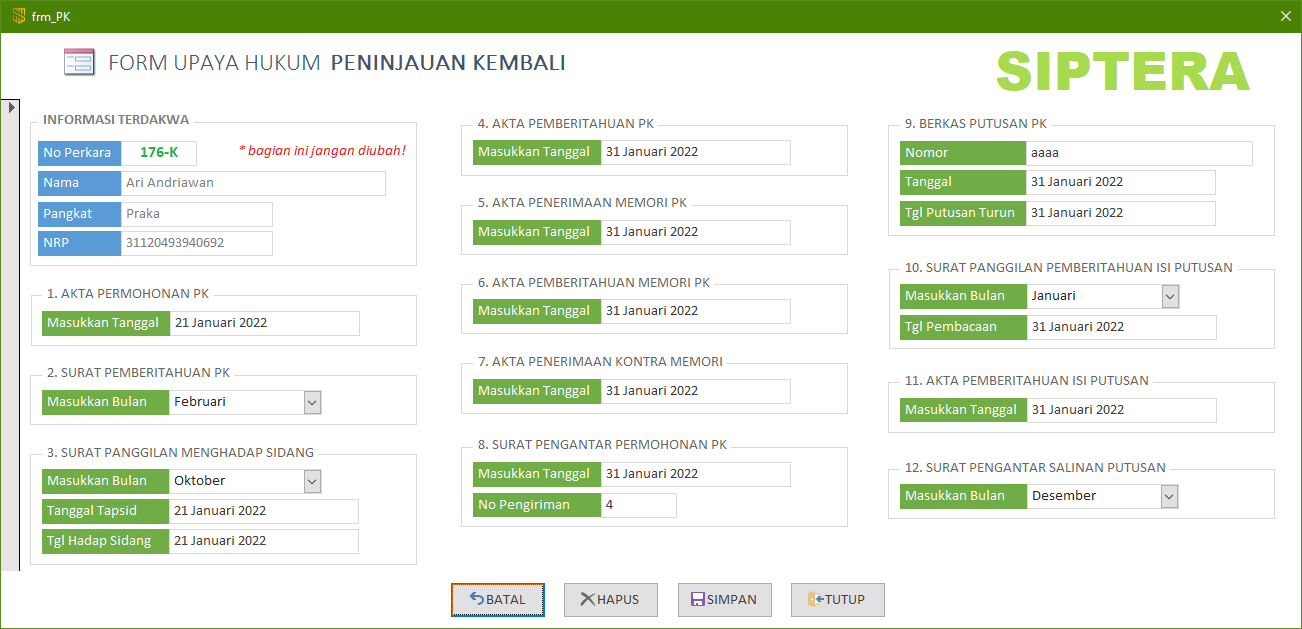 frm_PK
FORM UPAYA HUKUM PENINJAUAN KEMBALI
SIPTERA
INFORMASI TERDAKWA
No Perkara 176-K * bagian ini jangan diubah!
Nama Ari Andriawan
Pangkat Praka
NRP 31120493940692
1. AKTA PERMOHONAN PK
Masukkan Tanggal 21 Januari 2022
2. SURAT PEMBERITAHUAN PK
Masukkan Bulan Februari
3. SURAT PANGGILAN MENGHADAP SIDANG
Masukkan Bulan Oktober
Tanggal Tapsid 21 Januari 2022
Tgl Hadap Sidang 21 Januari 2022
4. AKTA PEMBERITAHUAN PK
Masukkan Tanggal 31 Januari 2022
5. AKTA PENERIMAAN MEMORI PK
Masukkan Tanggal 31 Januari 2022
6. AKTA PEMBERITAHUAN MEMORI PK
Masukkan Tanggal 31 Januari 2022
7. AKTA PENERIMAAN KONTRA MEMORI
Masukkan Tanggal 31 Januari 2022
8. SURAT PENGANTAR PERMOHONAN PK
Masukkan Tanggal 31 Januari 2022
No Pengiriman 4
9. BERKAS PUTUSAN PK
Nomor aaaa
Tanggal 31 Januari 2022
Tgl Putusan Turun 31 Januari 2022
10. SURAT PANGGILAN PEMBERITAHUAN ISI PUTUSAN
Masukkan Bulan Januari
Tgl Pembacaan 31 Januari 2022
11. AKTA PEMBERITAHUAN ISI PUTUSAN
Masukkan Tanggal 31 Januari 2022
12. SURAT PENGANTAR SALINAN PUTUSAN
Masukkan Bulan Desember
BATAL HAPUS SIMPAN TUTUP